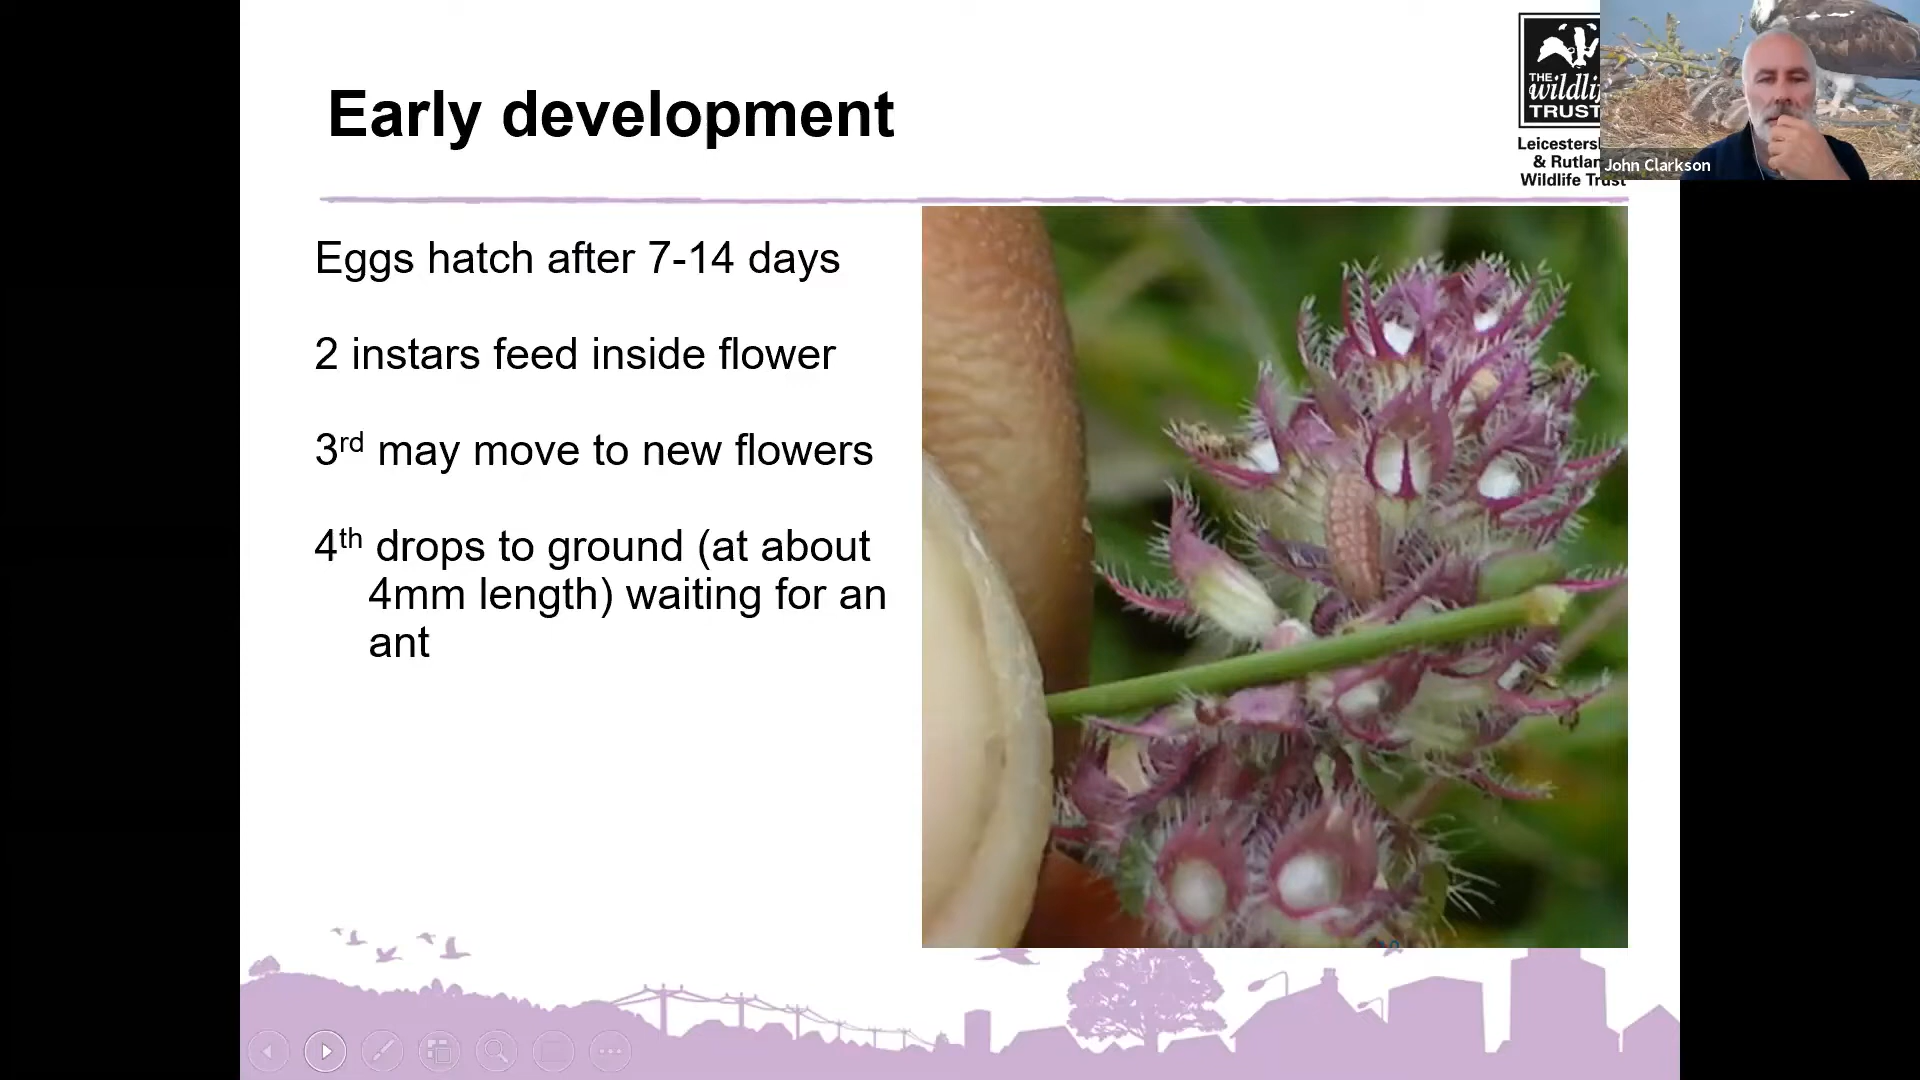 Early development
THE
wildli
TRUST
Leicesters
& Rutlan
Wildlife Trust
John Clarkson
Eggs hatch after 7-14 days
2 instars feed inside flower
3rd may move to new flowers
4th drops to ground (at about
4mm length) waiting for an
ant